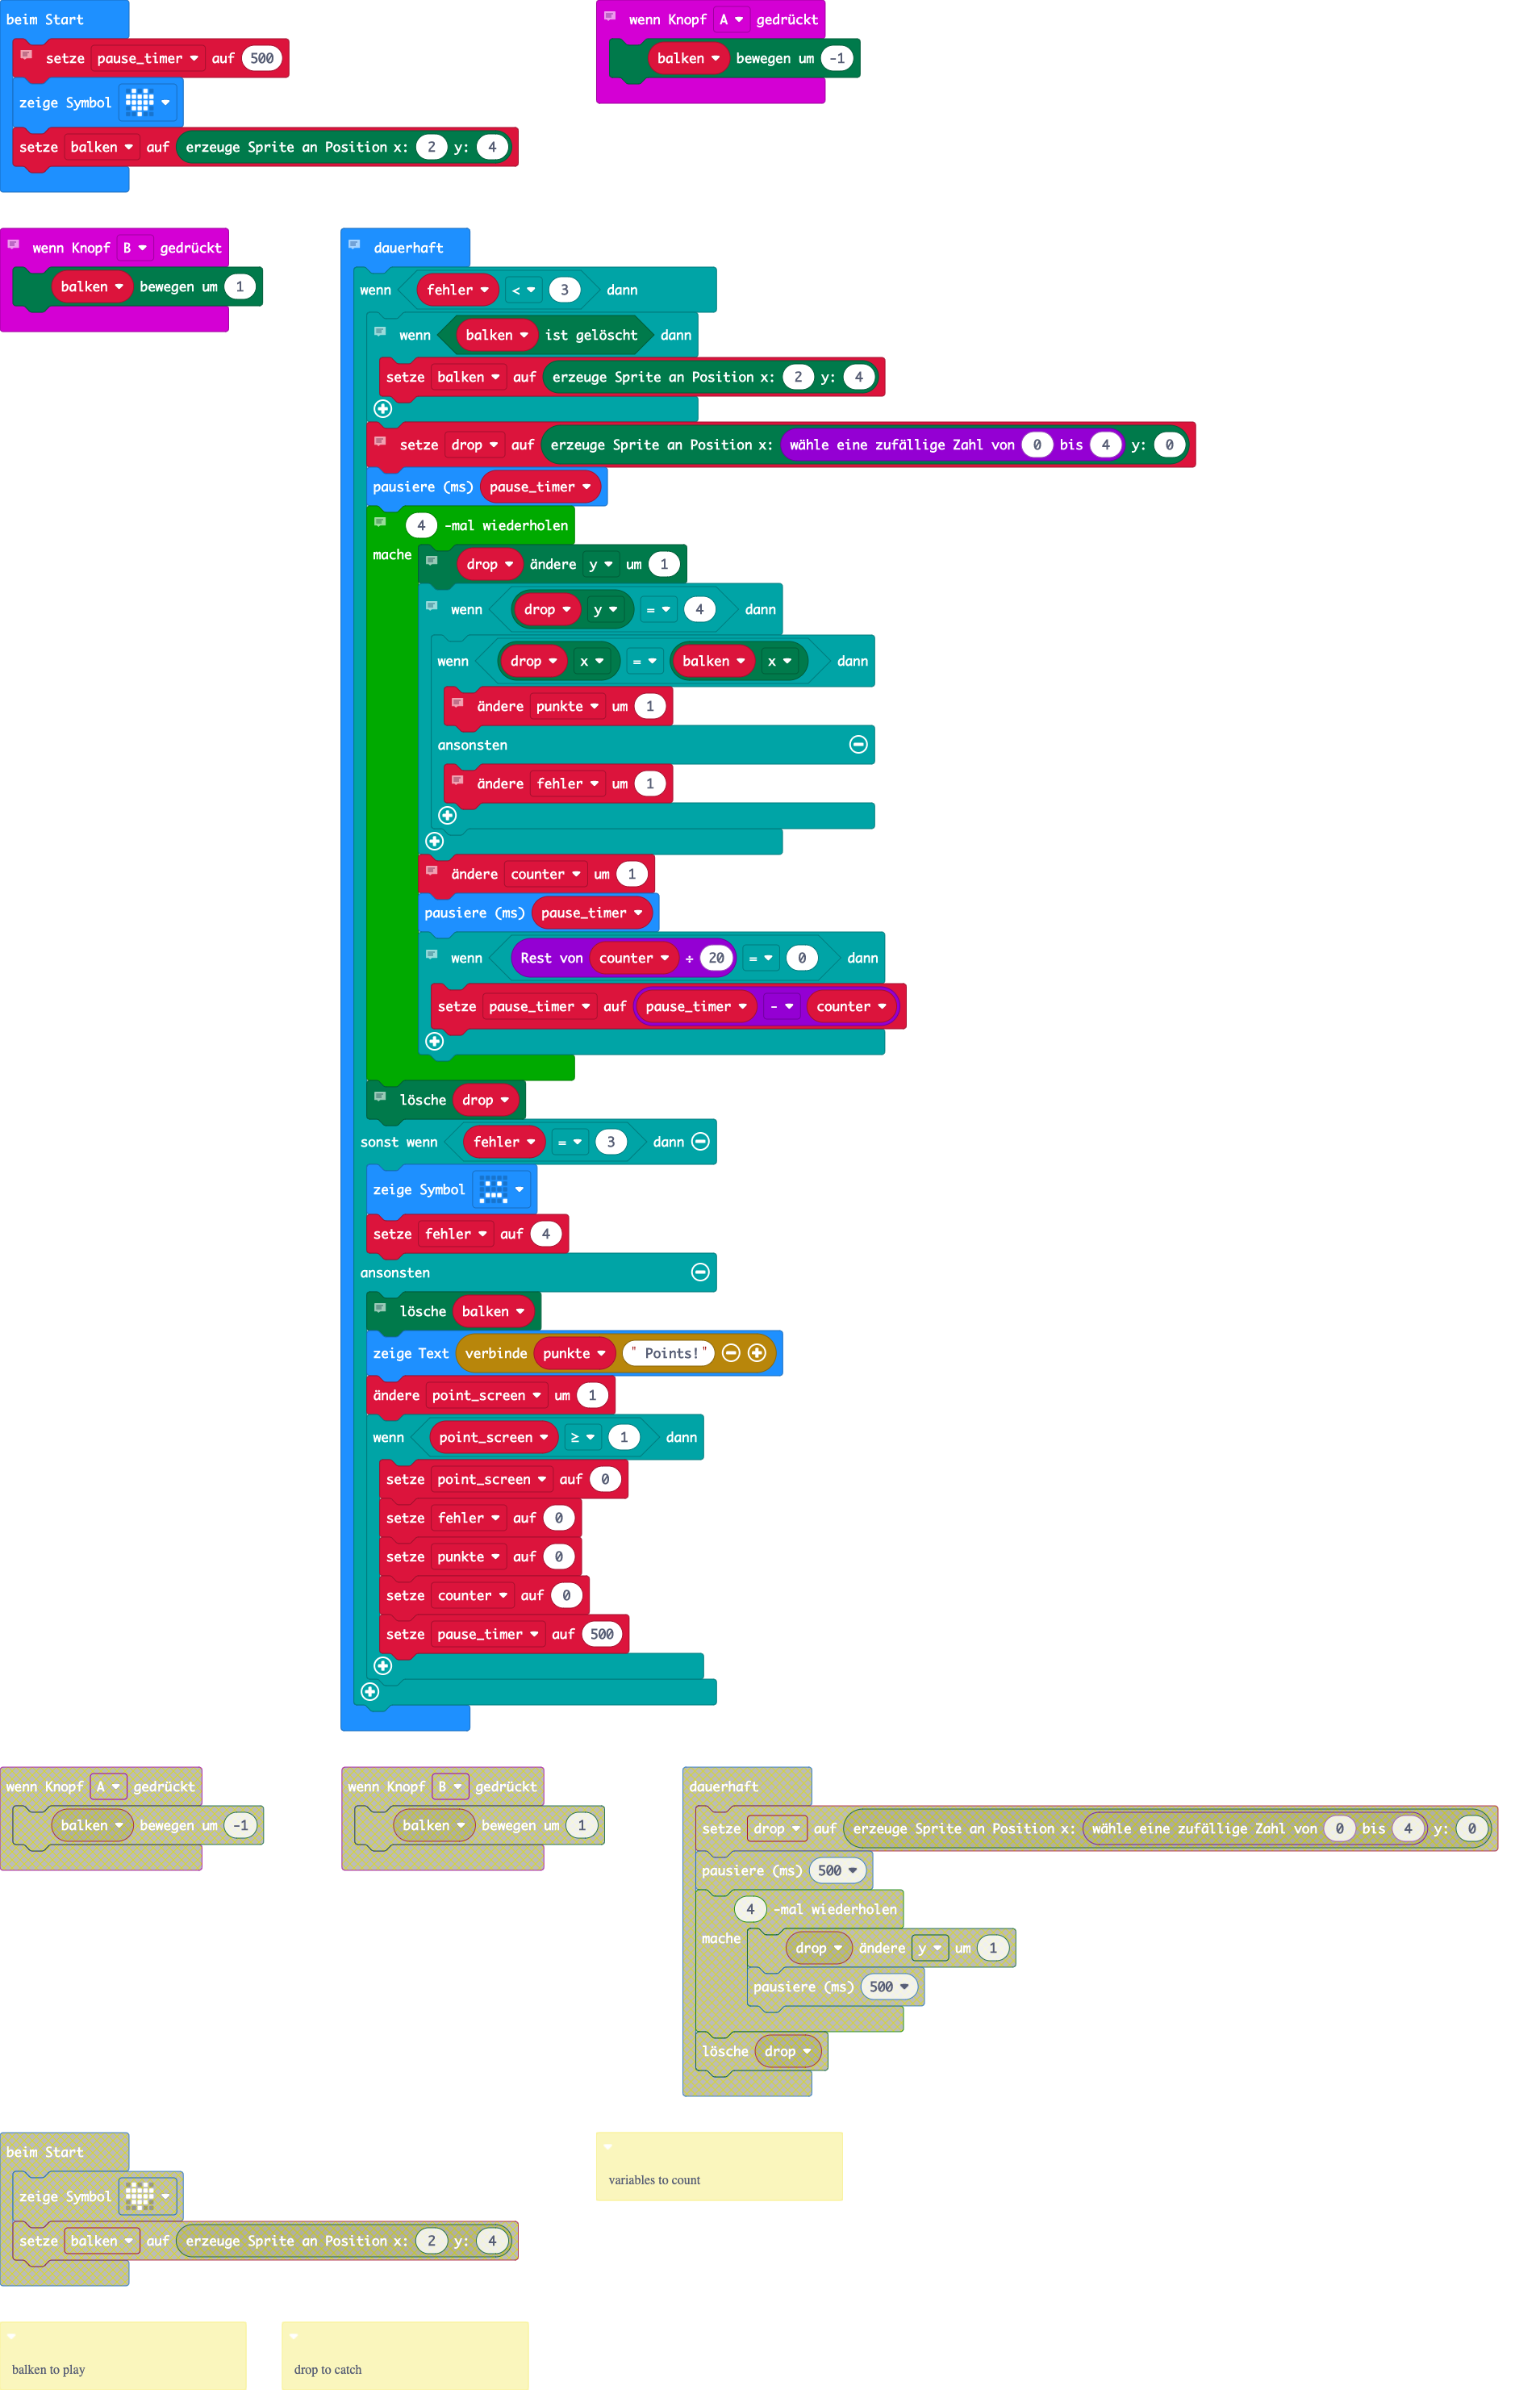 beim Start
setze pause_timer auf 500
zeige Symbol
setze balken auf erzeuge Sprite an Position x: 2 y: 4
wenn Knopf A gedrückt
balken bewegen um -1
wenn Knopf B gedrückt
balken bewegen um 1
dauerhaft
wenn fehler < 3 dann
wenn balken ist gelöscht dann
setze balken auf erzeuge Sprite an Position x: 2 y: 4
setze drop auf erzeuge Sprite an Position x: wähle eine zufällige Zahl von 0 bis 4 y: 0
pausiere (ms) pause_timer
4 -mal wiederholen
mache drop ändere y um 1
wenn drop y = 4 dann
wenn drop x = balken x dann
ändere punkte um 1
ansonsten
ändere fehler um 1
ändere counter um 1
pausiere (ms) pause_timer
wenn Rest von counter ÷ 20 = 0 dann
setze pause_timer auf pause_timer - counter
lösche drop
sonst wenn fehler = 3 dann
zeige Symbol
setze fehler auf 4
ansonsten
lösche balken
zeige Text verbinde punkte " Points!"
ändere point_screen um 1
wenn point_screen ≥ 1 dann
setze point_screen auf 0
setze fehler auf 0
setze punkte auf 0
setze counter auf 0
setze pause_timer auf 500
wenn Knopf A gedrückt
balken bewegen um -1
wenn Knopf B gedrückt
balken bewegen um 1
dauerhaft
setze drop auf erzeuge Sprite an Position x: wähle eine zufällige Zahl von 0 bis 4 y: 0
pausiere (ms) 500
4 -mal wiederholen
mache drop ändere y um 1
pausiere (ms) 500
lösche drop
beim Start
zeige Symbol
setze balken auf erzeuge Sprite an Position x: 2 y: 4
variables to count
balken to play
drop to catch